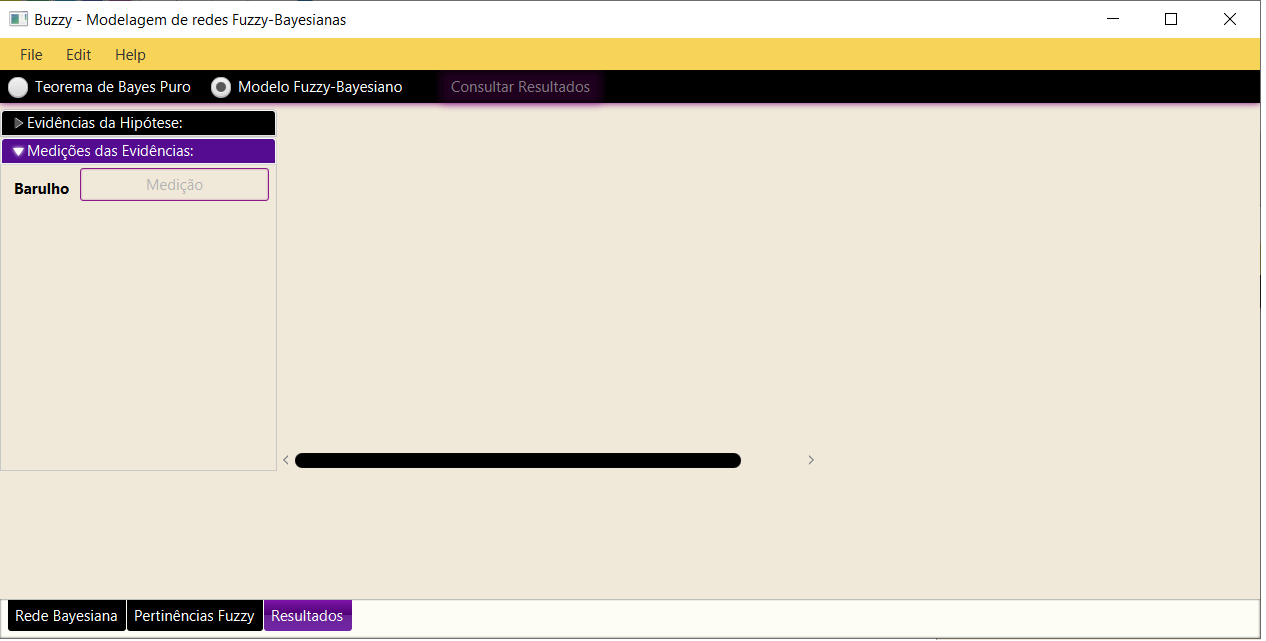 Buzzy - Modelagem de redes Fuzzy-Bayesianas
File Edit Help
Teorema de Bayes Puro Modelo Fuzzy-Bayesiano Consultar Resultados
Evidências da Hipótese:
Medições das Evidências:
Barulho Medição
Rede Bayesiana Pertinências Fuzzy Resultados